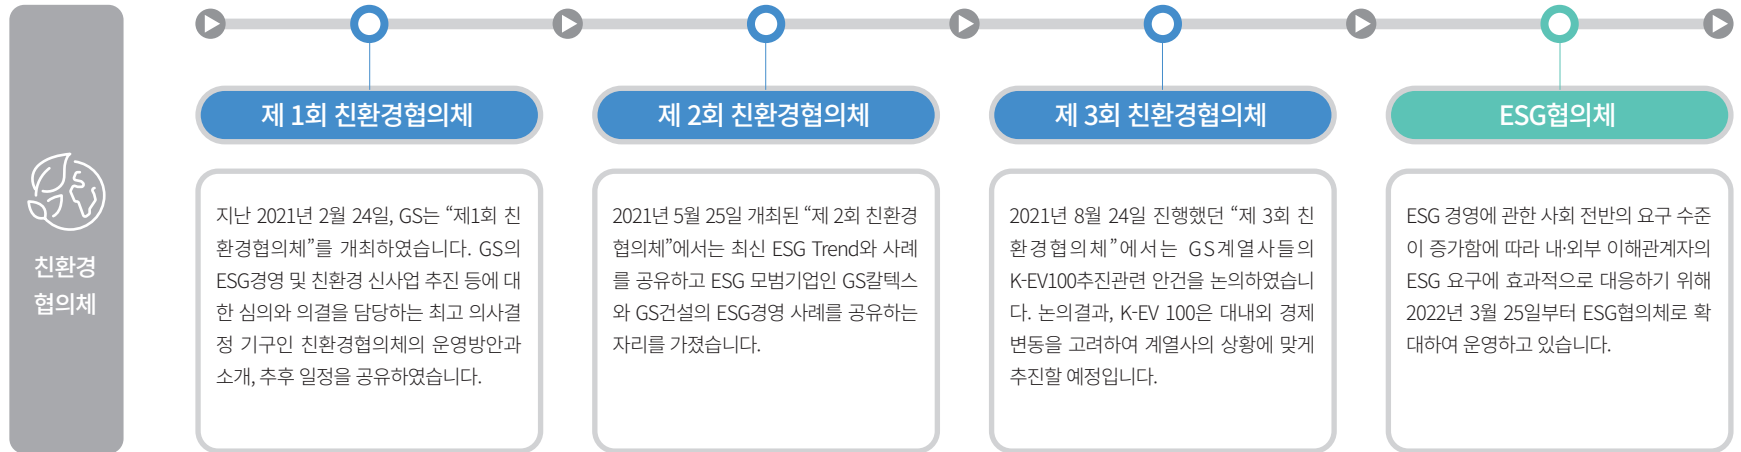 친환경
협의체
제 1회 친환경협의체
지난 2021년 2월 24일, GS는 “제1회 친
환경협의체”를 개최하였습니다. GS의
ESG경영 및 친환경 신사업 추진 등에 대
한 심의와 의결을 담당하는 최고 의사결
정 기구인 친환경협의체의 운영방안과
소개, 추후 일정을 공유하였습니다.
제 2회 친환경협의체
2021년 5월 25일 개최된 “제 2회 친환경
협의체”에서는 최신 ESG Trend와 사례
를 공유하고 ESG 모범기업인 GS칼텍스
와 GS건설의 ESG경영 사례를 공유하는
자리를 가졌습니다.
제 3회 친환경협의체
2021년 8월 24일 진행했던 “제 3회 친
환경협의체”에서는 GS계열사들의
K-EV100추진관련 안건을 논의하였습니
다. 논의결과, K-EV 100은 대내외 경제
변동을 고려하여 계열사의 상황에 맞게
추진할 예정입니다.
ESG협의체
ESG 경영에 관한 사회 전반의 요구 수준
이 증가함에 따라 내·외부 이해관계자의
ESG 요구에 효과적으로 대응하기 위해
2022년 3월 25일부터 ESG협의체로 확
대하여 운영하고 있습니다.